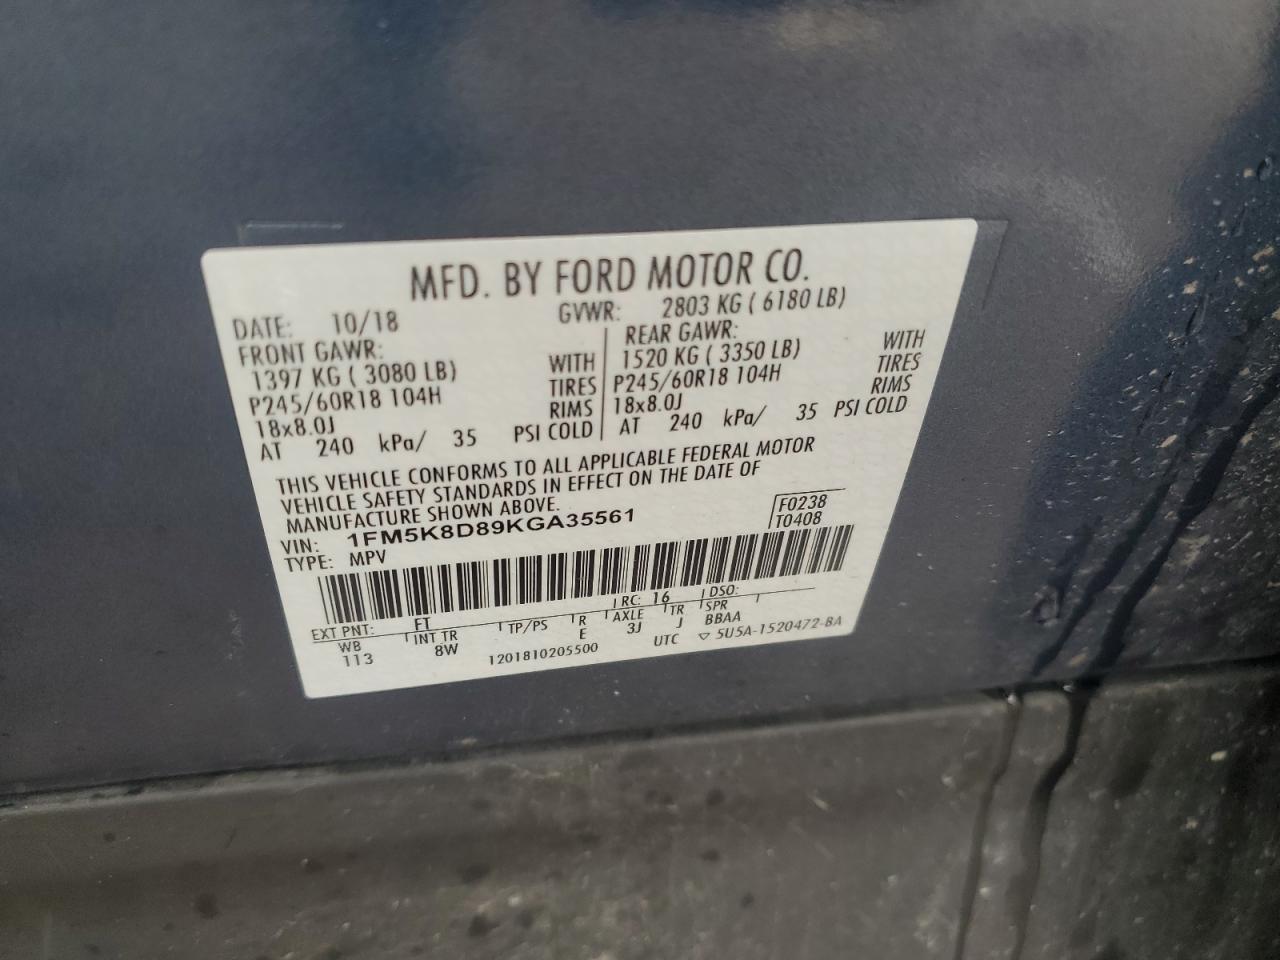 MFD. BY FORD MOTOR CO.
DATE: 10/18 GVWR: 2803 KG ( 6180 LB)
FRONT GAWR: REAR GAWR:
1397 KG ( 3080 LB) WITH 1520 KG ( 3350 LB) WITH
P245/60R18 104H TIRES P245/60R18 104H TIRES
18x8.0J RIMS 18x8.0J RIMS
AT 240 kPa/ 35 PSI COLD AT 240 kPa/ 35 PSI COLD
THIS VEHICLE CONFORMS TO ALL APPLICABLE FEDERAL MOTOR
VEHICLE SAFETY STANDARDS IN EFFECT ON THE DATE OF
MANUFACTURE SHOWN ABOVE.
VIN: 1FM5K8D89KGA35561 F0238
TYPE: MPV T0408
EXT PNT: FT RC: 16 DSO:
WB INT TR TP/PS R AXLE TR SPR
113 8W E 3J J BBAA
1201810205500 UTC ▽ 5U5A-1520472-BA